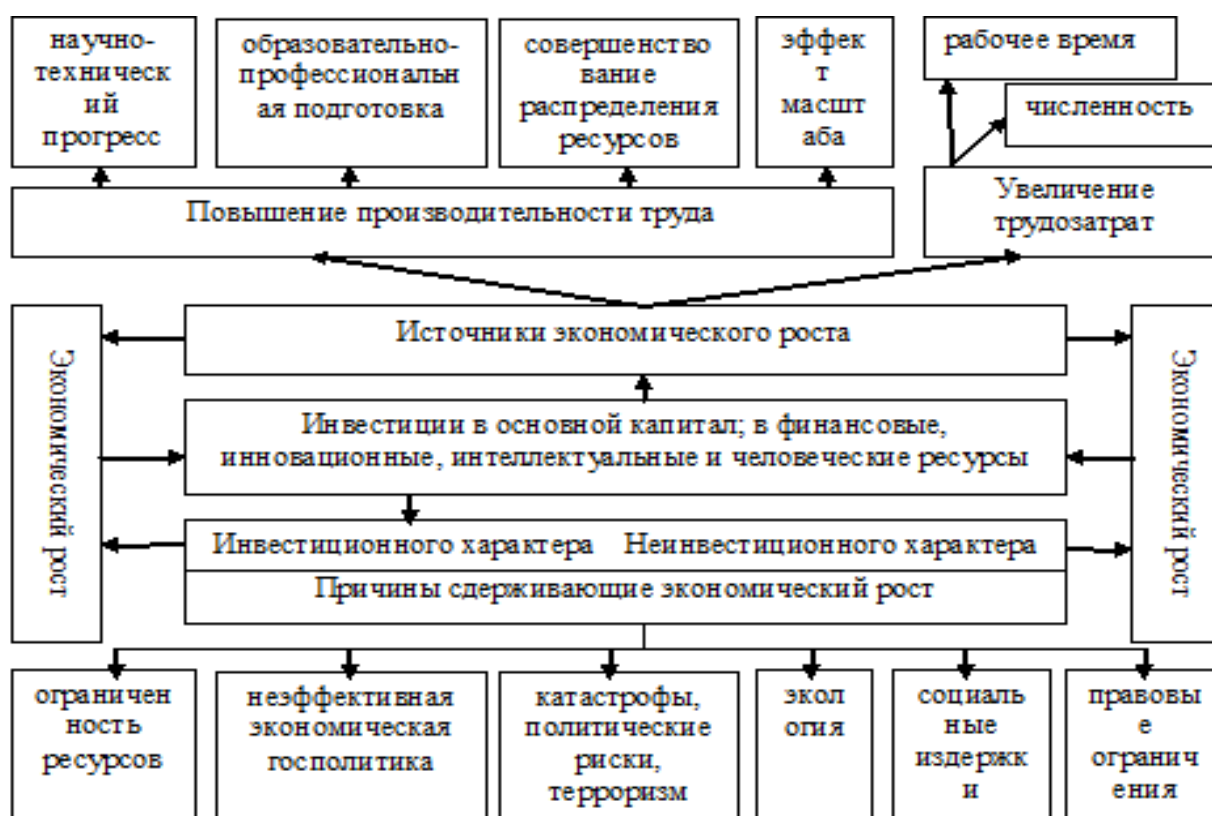 научно-
техническ
ий
прогресс
образовательно-
профессиональн
ая подготовка
совершенство
вание
распределения
ресурсов
эффек
т
масшт
аба
рабочее время
численность
Повышение производительности труда
Увеличение
трудозатрат
Источники экономического роста
Экономический рост
Экономический рост
Инвестиции в основной капитал; в финансовые,
инновационные, интеллектуальные и человеческие ресурсы
Инвестиционного характера Неинвестиционного характера
Причины сдерживающие экономический рост
ограничен
ность
ресурсов
неэффективная
экономическая
госполитика
катастрофы,
политические
риски,
терроризм
экол
огия
социаль
ные
издержк
и
правовы
е
огранич
ения